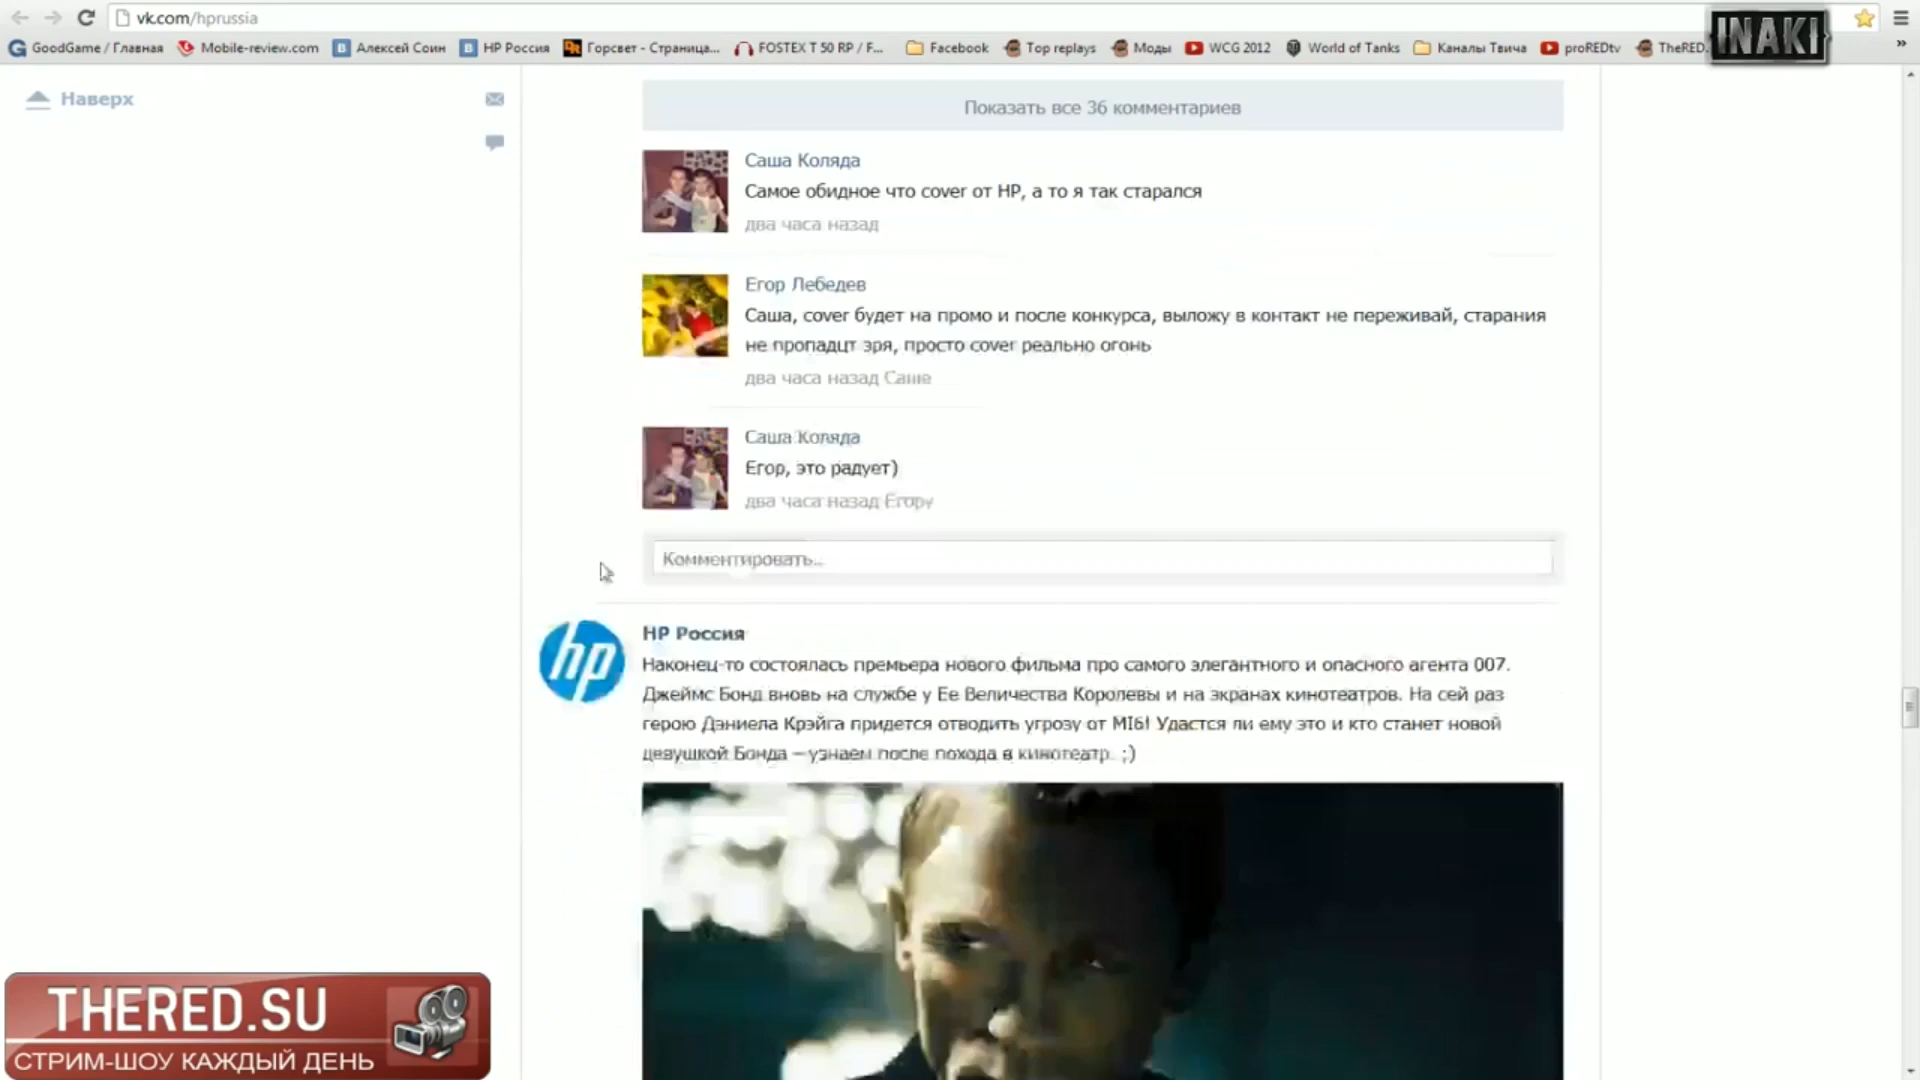 vk.com/hprussia
GoodGame / Главная
Mobile-review.com
Алексей Соин
HP Россия
Горсвет - Страница...
FOSTEX T 50 RP / F...
Facebook
Top replays
Моды
WCG 2012
World of Tanks
Каналы Твича
proREDtv
TheRED.
INAKI
Наверх
Показать все 36 комментариев
Саша Коляда
Самое обидное что cover от HP, а то я так старался
два часа назад
Егор Лебедев
Саша, cover будет на промо и после конкурса, выложу в контакт не переживай, старания
не пропадцт зря, просто cover реально огонь
два часа назад Саше
Саша Коляда
Егор, это радует)
два часа назад Егору
Комментировать...
hp
HP Россия
Наконец-то состоялась премьера нового фильма про самого элегантного и опасного агента 007.
Джеймс Бонд вновь на службе у Ее Величества Королевы и на экранах кинотеатров. На сей раз
герою Дэниела Крэйга придется отводить угрозу от MI6! Удастся ли ему это и кто станет новой
девушкой Бонда – узнаем после похода в кинотеатр. ;)
THERED.SU
СТРИМ-ШОУ КАЖДЫЙ ДЕНЬ